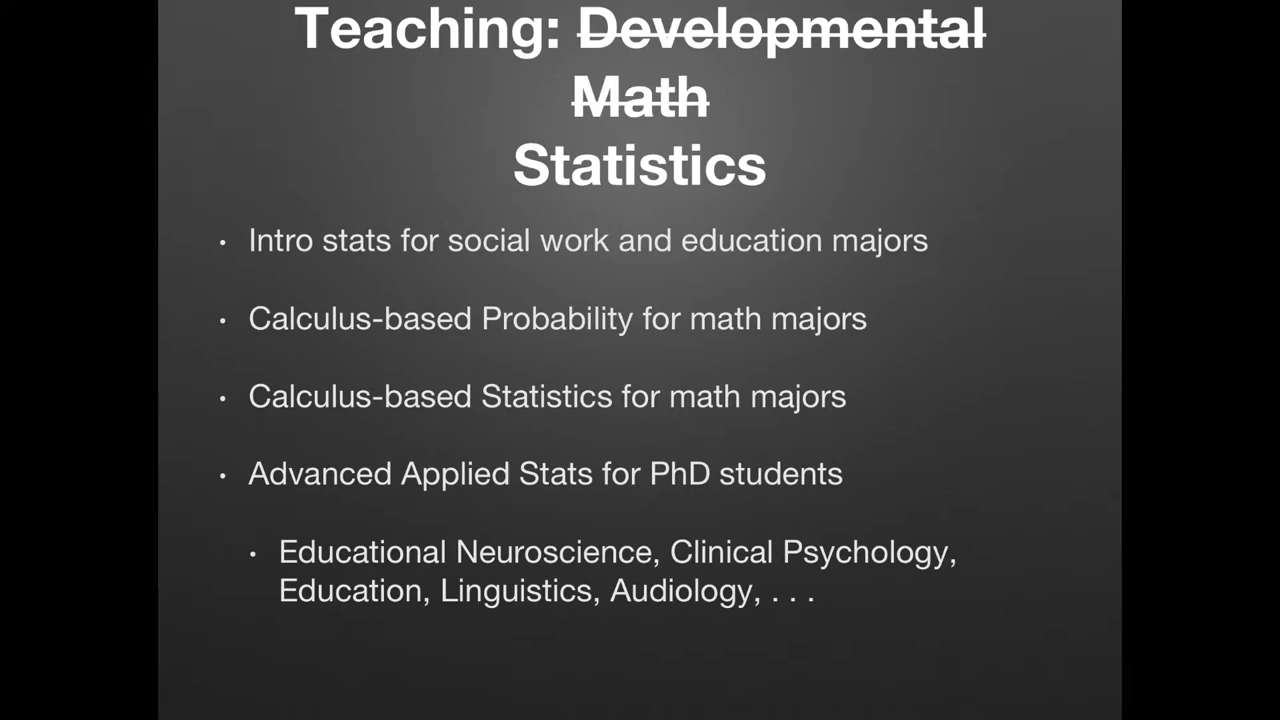 Teaching: Developmental
Math
Statistics
• Intro stats for social work and education majors
• Calculus-based Probability for math majors
• Calculus-based Statistics for math majors
• Advanced Applied Stats for PhD students
• Educational Neuroscience, Clinical Psychology,
Education, Linguistics, Audiology, . . .